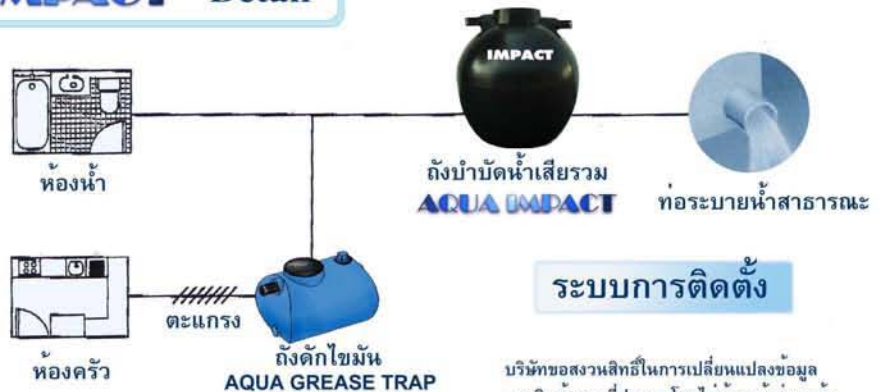 IMPACT Detail
IMPACT
ห้องน้ำ
ถังบำบัดน้ำเสียรวม
AQUA IMPACT
ท่อระบายน้ำสาธารณะ
ระบบการติดตั้ง
ตะแกรง
ห้องครัว
ถังดักไขมัน
AQUA GREASE TRAP
บริษัทขอสงวนสิทธิ์ในการเปลี่ยนแปลงข้อมูล